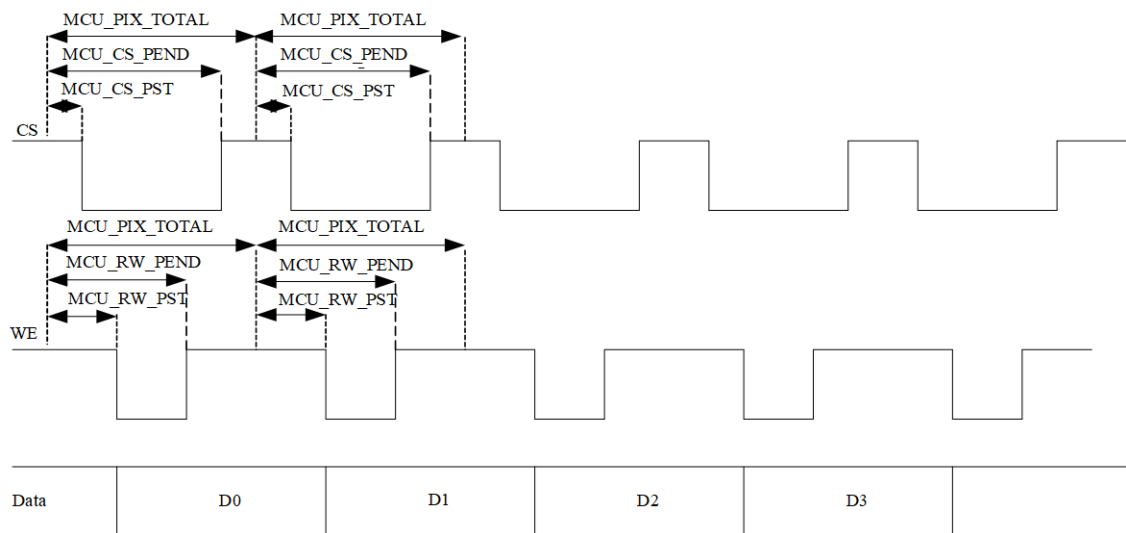 MCU_PIX_TOTAL MCU_PIX_TOTAL
MCU_CS_PEND MCU_CS_PEND
MCU_CS_PST MCU_CS_PST
CS
MCU_PIX_TOTAL MCU_PIX_TOTAL
MCU_RW_PEND MCU_RW_PEND
MCU_RW_PST MCU_RW_PST
WE
Data D0 D1 D2 D3